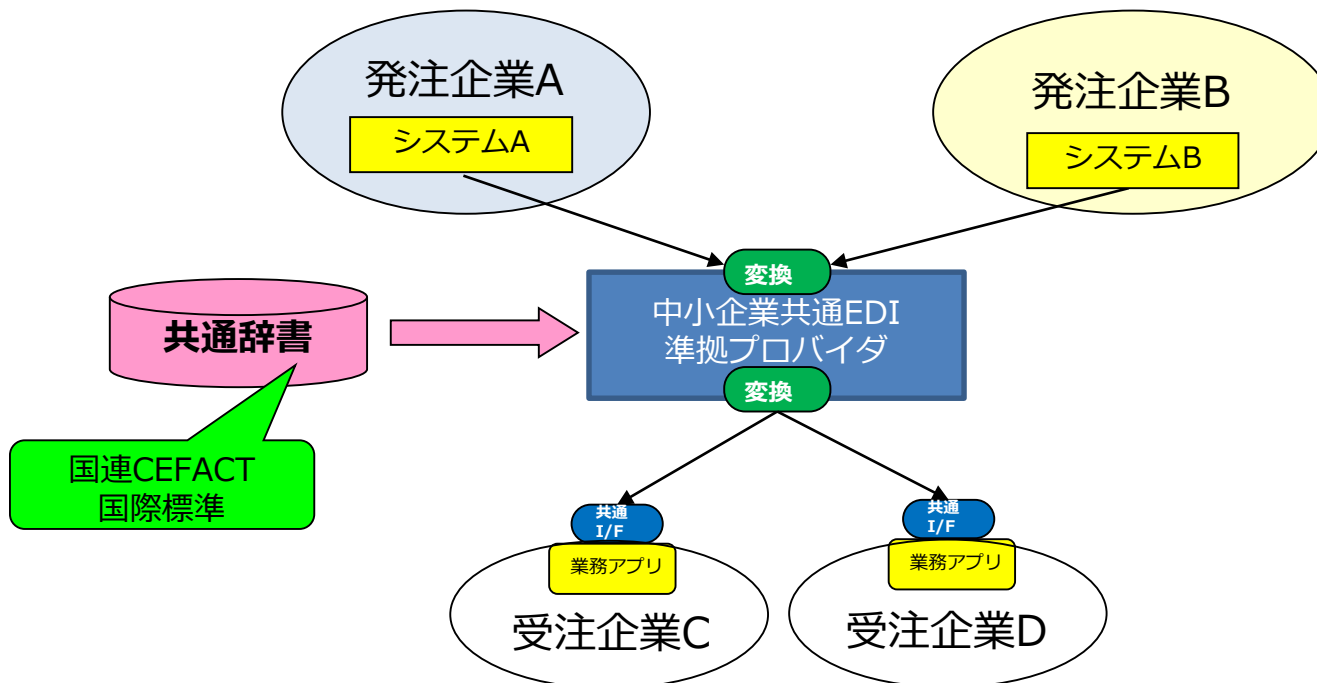 発注企業A
システムA
発注企業B
システムB
変換
中小企業共通EDI
準拠プロバイダ
変換
共通辞書
国連CEFACT
国際標準
共通
I/F
業務アプリ
受注企業C
共通
I/F
業務アプリ
受注企業D